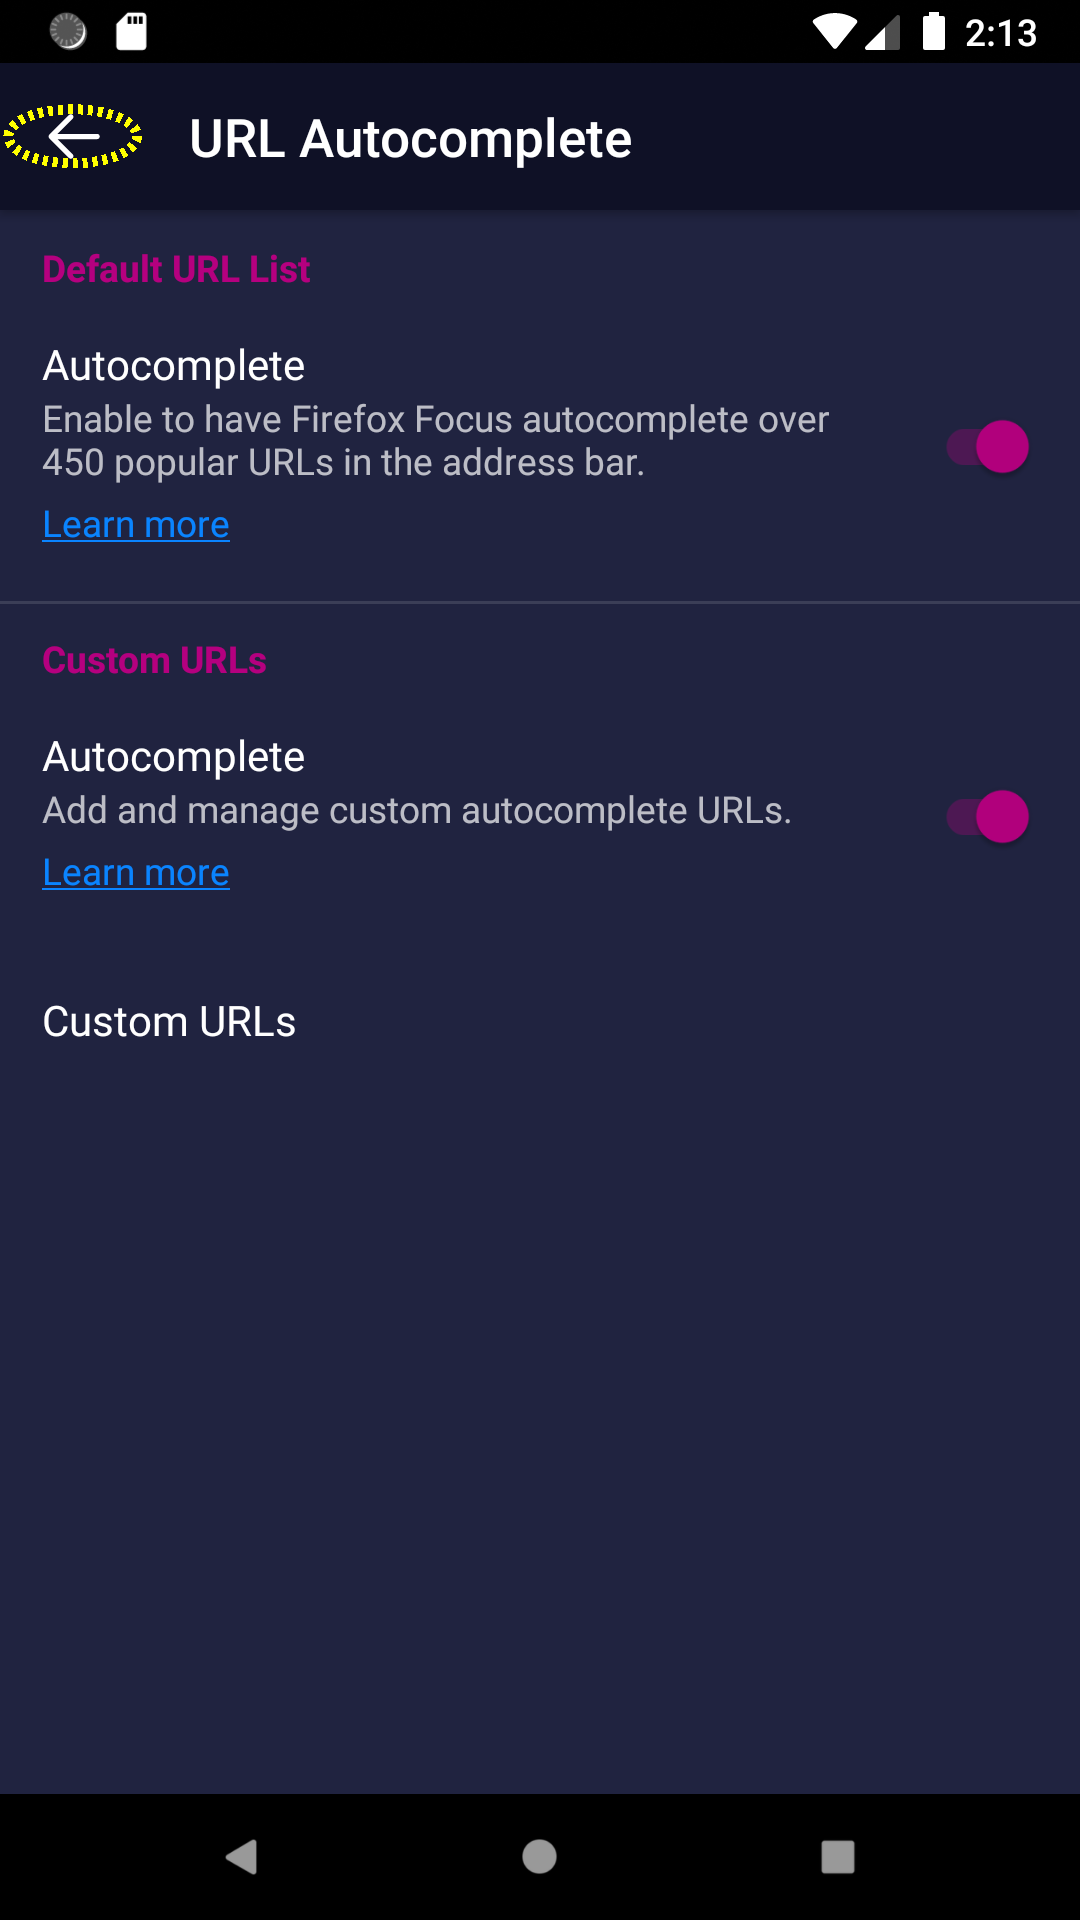 2:13
URL Autocomplete
Default URL List
Autocomplete
Enable to have Firefox Focus autocomplete over
450 popular URLs in the address bar.
Learn more
Custom URLs
Autocomplete
Add and manage custom autocomplete URLs.
Learn more
Custom URLs